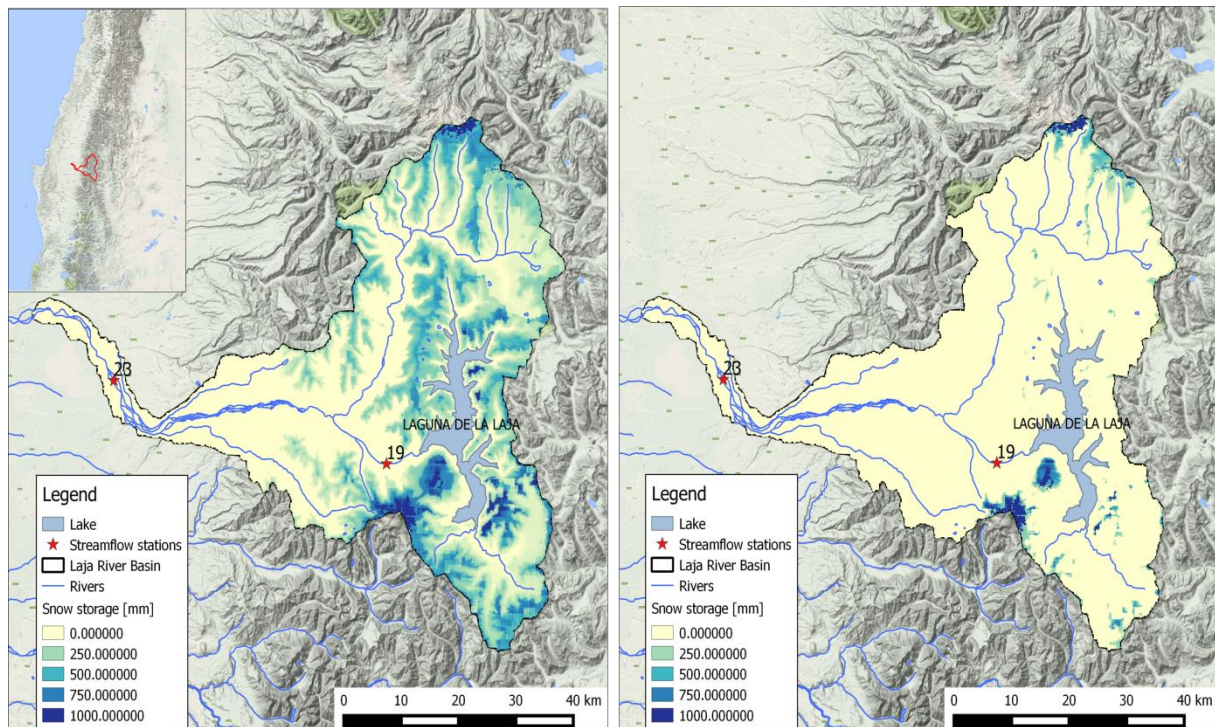 23
LAGUNA DE LA LAJA
19
Legend
Lake
Streamflow stations
Laja River Basin
Rivers
Snow storage [mm]
0.000000
250.000000
500.000000
750.000000
1000.000000
0 10 20 30 40 km
23
LAGUNA DE LA LAJA
19
Legend
Lake
Streamflow stations
Laja River Basin
Rivers
Snow storage [mm]
0.000000
250.000000
500.000000
750.000000
1000.000000
0 10 20 30 40 km